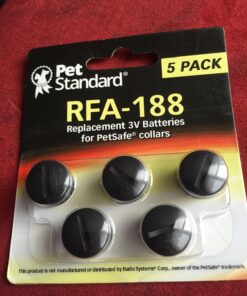 Pet
Standard®
5 PACK
RFA-188
Replacement 3V Batteries
for PetSafe® collars
This product is not manufactured or distributed by Radio Systems® Corp., owner of the PetSafe® trademark.